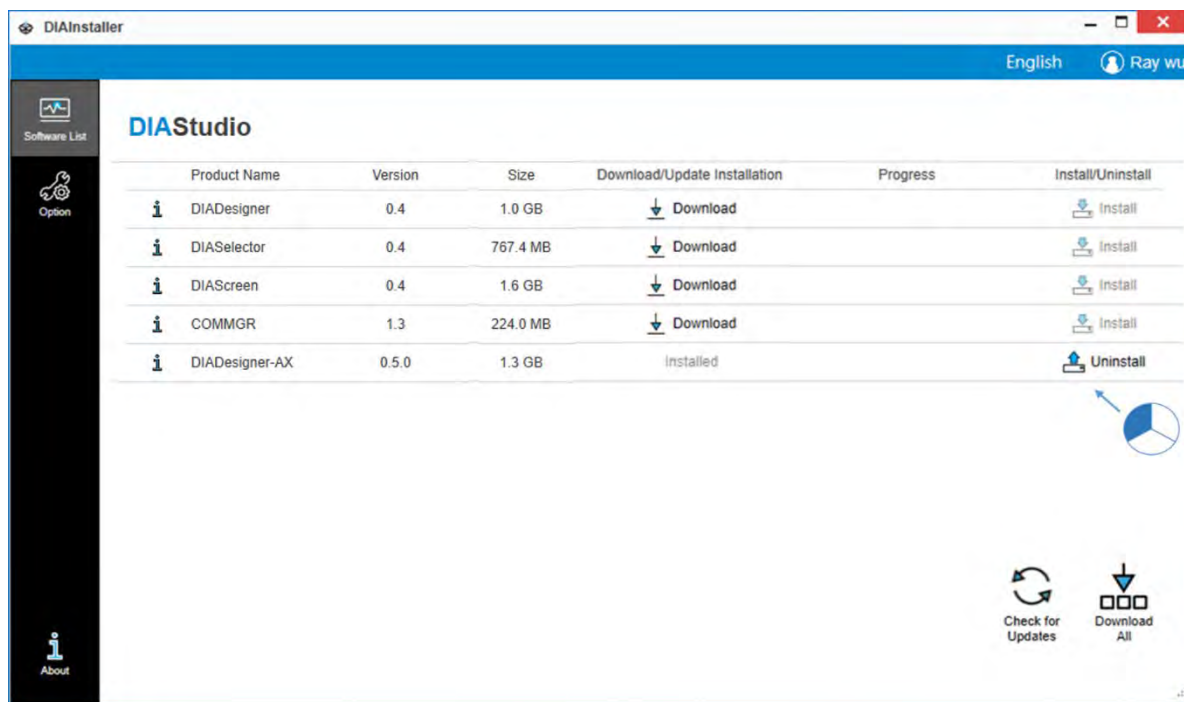 DIAInstaller
English Ray wu
Software List
Option
DIAStudio
Product Name Version Size Download/Update Installation Progress Install/Uninstall
i DIADesigner 0.4 1.0 GB Download Install
i DIASelector 0.4 767.4 MB Download Install
i DIAScreen 0.4 1.6 GB Download Install
i COMMGR 1.3 224.0 MB Download Install
i DIADesigner-AX 0.5.0 1.3 GB Installed Uninstall
Check for
Updates
Download
All
i
About